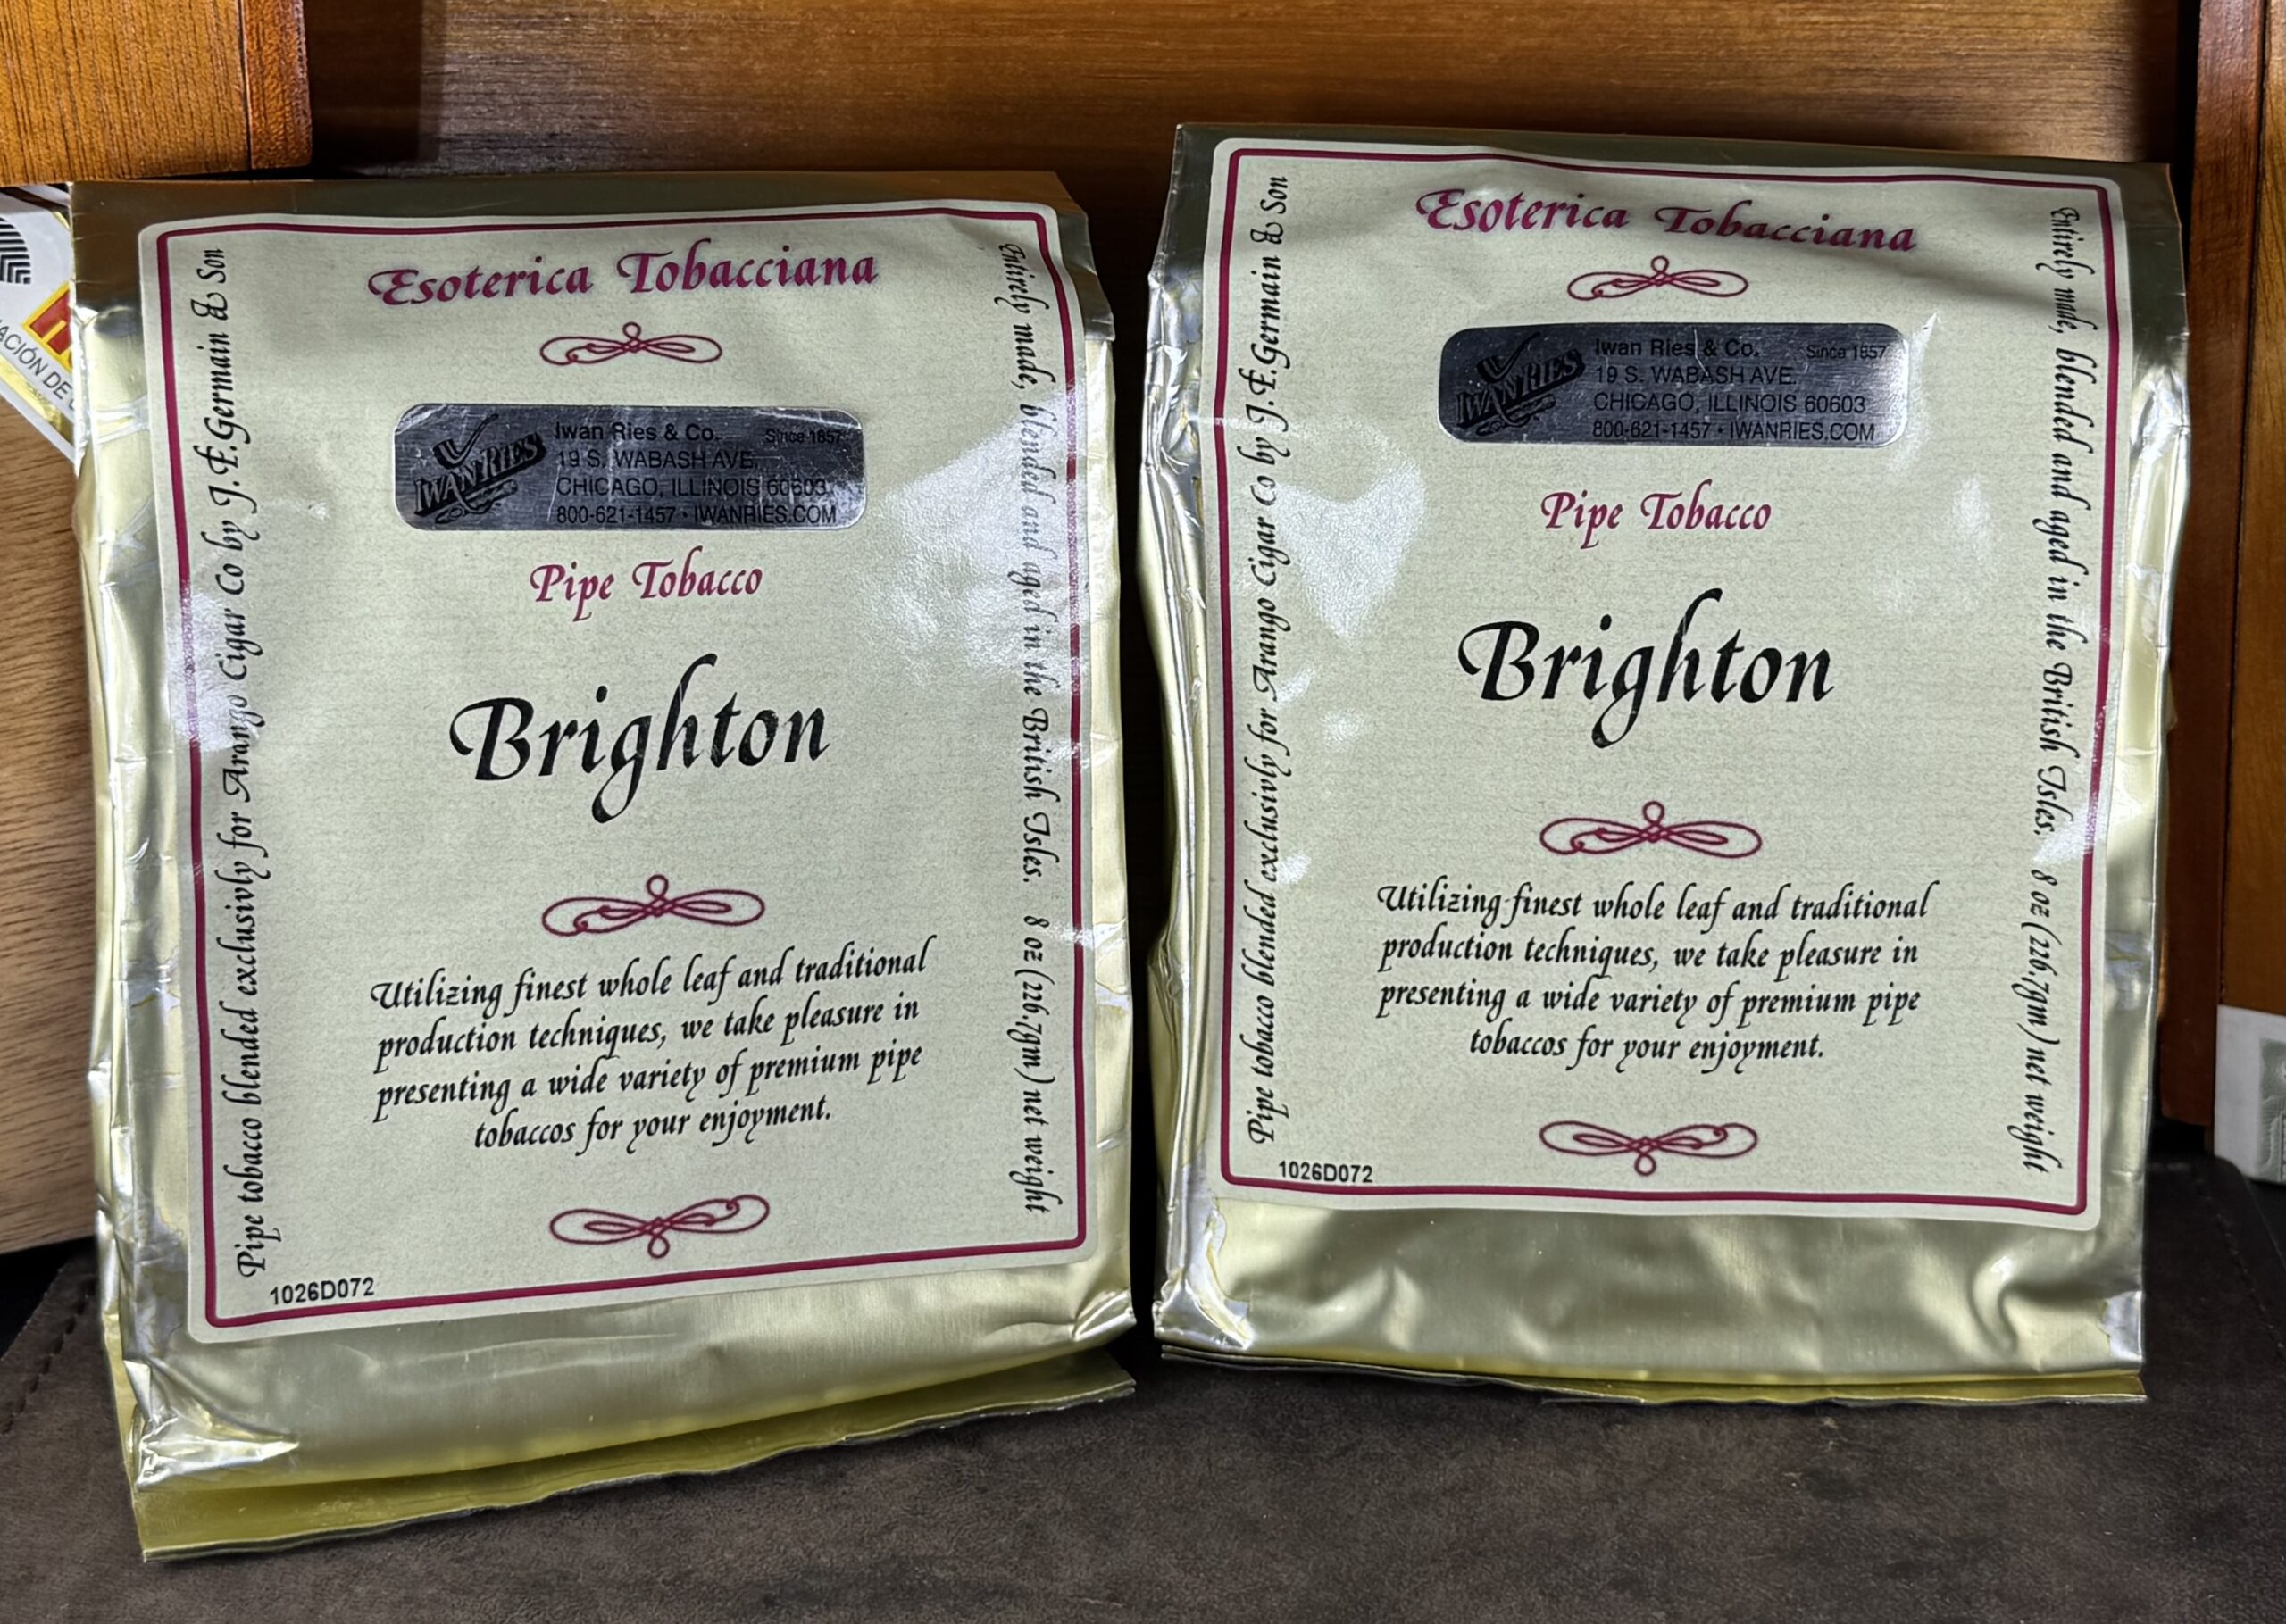 Esoterica Tobacciana
IWAN RIES
Iwan Ries & Co. Since 1857
19 S. WABASH AVE.
CHICAGO, ILLINOIS 60603
800-621-1457 • IWANRIES.COM
Pipe Tobacco
Brighton
Utilizing finest whole leaf and traditional
production techniques, we take pleasure in
presenting a wide variety of premium pipe
tobaccos for your enjoyment.
1026D072
Pipe tobacco blended exclusivly for Arango Cigar Co by J.F.Germain & Son
Entirely made, blended and aged in the British Isles. 8 oz (226.7gm) net weight
Esoterica Tobacciana
IWAN RIES
Iwan Ries & Co. Since 1857
19 S. WABASH AVE.
CHICAGO, ILLINOIS 60603
800-621-1457 • IWANRIES.COM
Pipe Tobacco
Brighton
Utilizing finest whole leaf and traditional
production techniques, we take pleasure in
presenting a wide variety of premium pipe
tobaccos for your enjoyment.
1026D072
Pipe tobacco blended exclusivly for Arango Cigar Co by J.F.Germain & Son
Entirely made, blended and aged in the British Isles. 8 oz (226.7gm) net weight